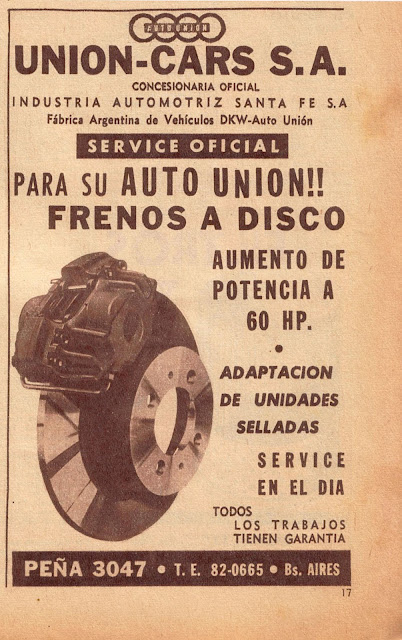 AUTO UNION
UNION-CARS S.A.
CONCESIONARIA OFICIAL
INDUSTRIA AUTOMOTRIZ SANTA FE S.A
Fábrica Argentina de Vehículos DKW-Auto Unión
SERVICE OFICIAL
PARA SU AUTO UNION!!
FRENOS A DISCO
AUMENTO DE
POTENCIA A
60 HP.
•
ADAPTACION
DE UNIDADES
SELLADAS
SERVICE
EN EL DIA
TODOS
LOS TRABAJOS
TIENEN GARANTIA
PEÑA 3047 • T. E. 82-0665 • Bs. AIRES
17